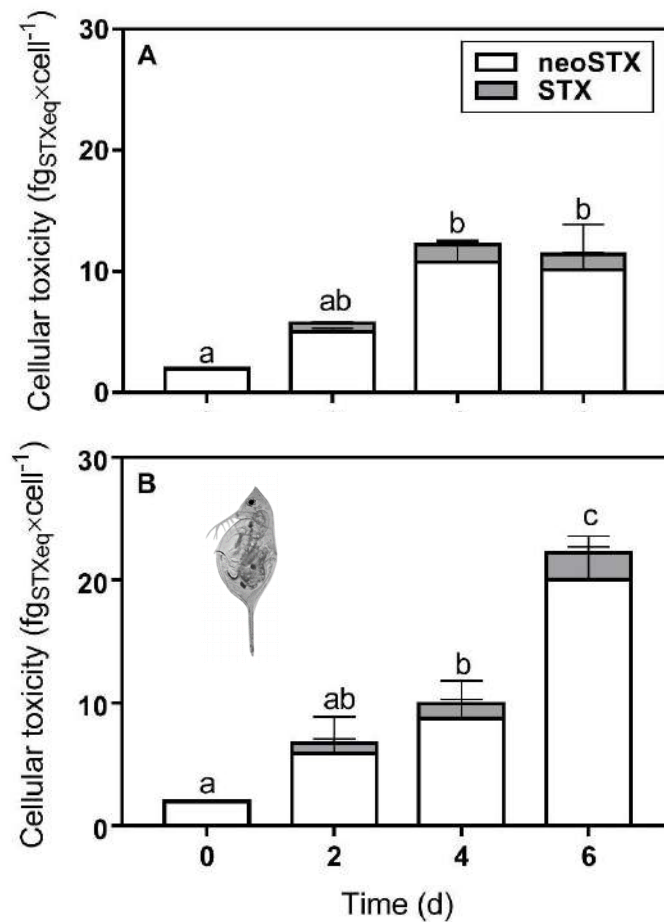 30
A
neoSTX
STX
20
b
b
10
ab
a
0
Cellular toxicity (fgSTXeq×cell-1)
30
B
c
20
b
ab
10
a
0
Cellular toxicity (fgSTXeq×cell-1)
0 2 4 6
Time (d)